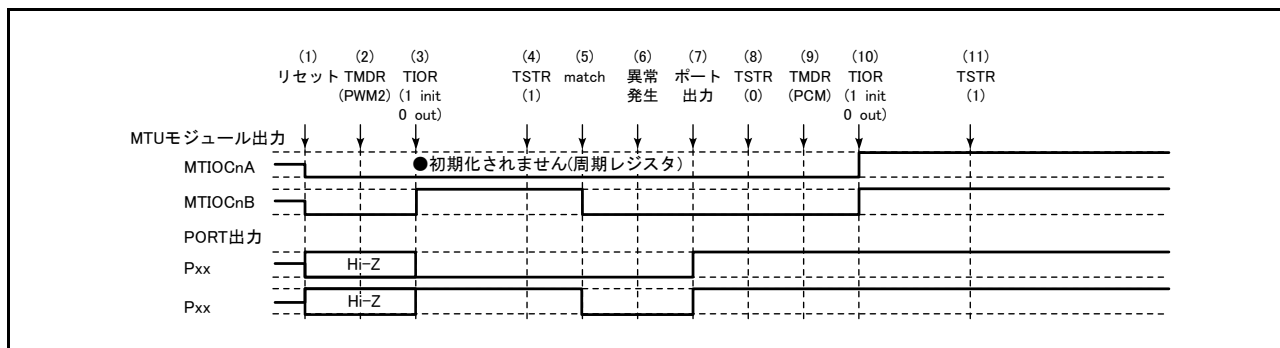 (1) (2) (3) (4) (5) (6) (7) (8) (9) (10) (11)
リセット TMDR TIOR TSTR match 異常 ポート TSTR TMDR TIOR TSTR
(PWM2) (1 init (1) 発生 出力 (0) (PCM) (1 init (1)
0 out) 0 out)
MTUモジュール出力
MTIOCnA ●初期化されません(周期レジスタ)
MTIOCnB
PORT出力
Pxx Hi-Z
Pxx Hi-Z